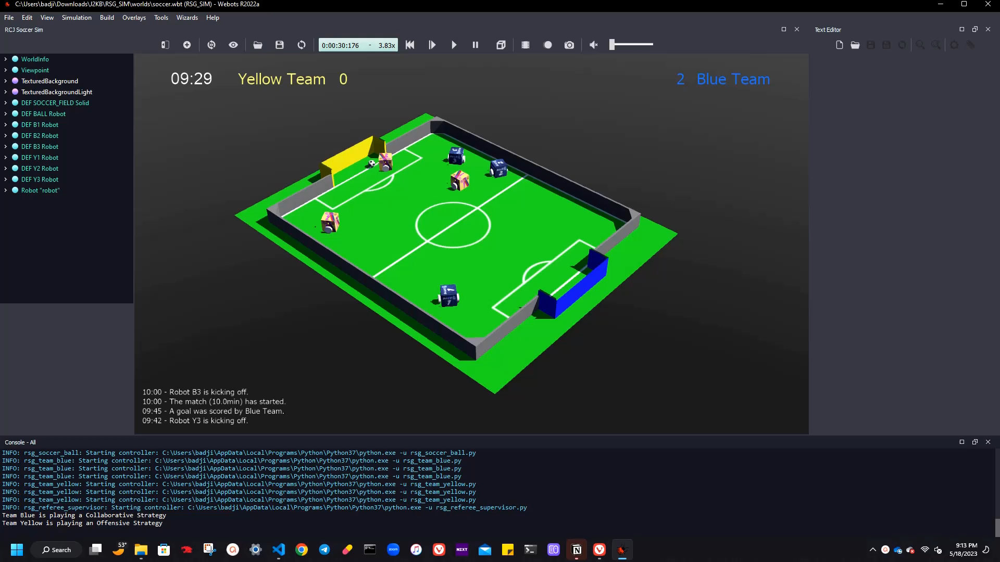 C:\Users\badji\Downloads\J2KB\RSG_SIM\worlds\soccer.wbt (RSG_SIM) - Webots R2022a
File Edit View Simulation Build Overlays Tools Wizards Help
RCJ Soccer Sim
Text Editor
0:00:30:176 - 3.83x
WorldInfo
Viewpoint
TexturedBackground
TexturedBackgroundLight
DEF SOCCER_FIELD Solid
DEF BALL Robot
DEF B1 Robot
DEF B2 Robot
DEF B3 Robot
DEF Y1 Robot
DEF Y2 Robot
DEF Y3 Robot
Robot "robot"
09:29 Yellow Team 0
2 Blue Team
3
2
1
1
10:00 - Robot B3 is kicking off.
10:00 - The match (10.0min) has started.
09:45 - A goal was scored by Blue Team.
09:42 - Robot Y3 is kicking off.
Console - All
INFO: rsg_soccer_ball: Starting controller: C:\Users\badji\AppData\Local\Programs\Python\Python37\python.exe -u rsg_soccer_ball.py
INFO: rsg_team_blue: Starting controller: C:\Users\badji\AppData\Local\Programs\Python\Python37\python.exe -u rsg_team_blue.py
INFO: rsg_team_blue: Starting controller: C:\Users\badji\AppData\Local\Programs\Python\Python37\python.exe -u rsg_team_blue.py
INFO: rsg_team_blue: Starting controller: C:\Users\badji\AppData\Local\Programs\Python\Python37\python.exe -u rsg_team_blue.py
INFO: rsg_team_yellow: Starting controller: C:\Users\badji\AppData\Local\Programs\Python\Python37\python.exe -u rsg_team_yellow.py
INFO: rsg_team_yellow: Starting controller: C:\Users\badji\AppData\Local\Programs\Python\Python37\python.exe -u rsg_team_yellow.py
INFO: rsg_team_yellow: Starting controller: C:\Users\badji\AppData\Local\Programs\Python\Python37\python.exe -u rsg_team_yellow.py
INFO: rsg_referee_supervisor: Starting controller: C:\Users\badji\AppData\Local\Programs\Python\Python37\python.exe -u rsg_referee_supervisor.py
Team Blue is playing a Collaborative Strategy
Team Yellow is playing an Offensive Strategy
Search
53°
zoom
NZXT
9:13 PM
5/18/2023